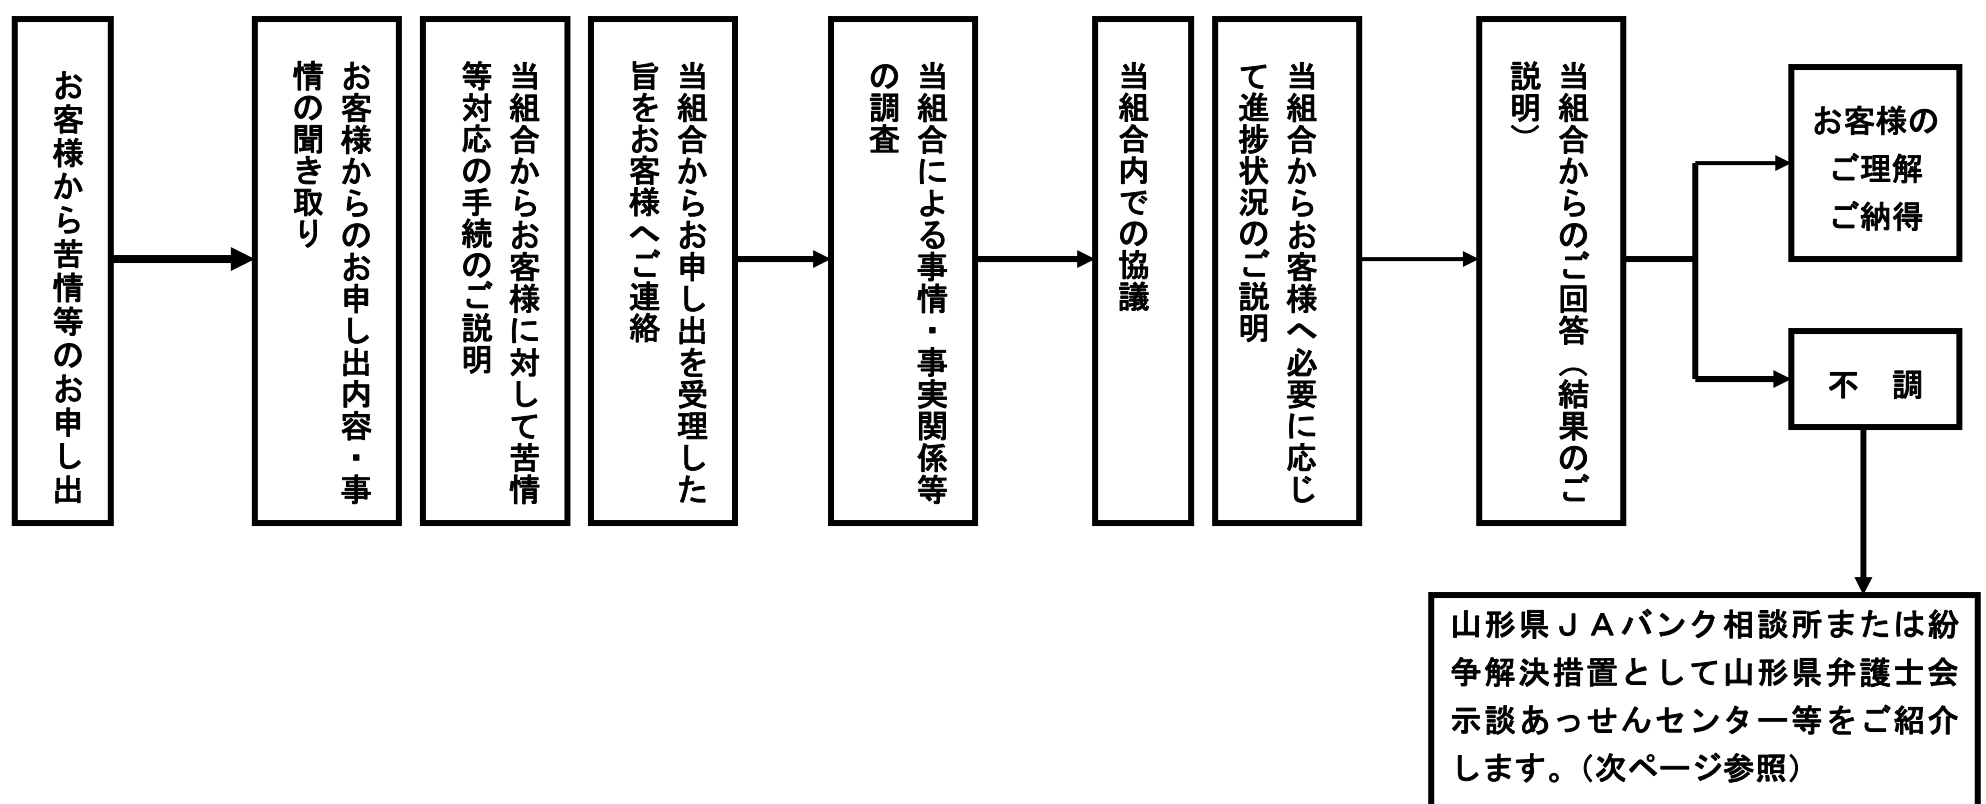 お客様から苦情等のお申し出
お客様からのお申し出内容・事
情の聞き取り
当組合からお客様に対して苦情
等対応の手続のご説明
当組合からお申し出を受理した
旨をお客様へご連絡
当組合による事情・事実関係等
の調査
当組合内での協議
当組合からお客様へ必要に応じ
て進捗状況のご説明
当組合からのご回答（結果のご
説明）
お客様の
ご理解
ご納得
不　調
山形県ＪＡバンク相談所または紛
争解決措置として山形県弁護士会
示談あっせんセンター等をご紹介
します。（次ページ参照）